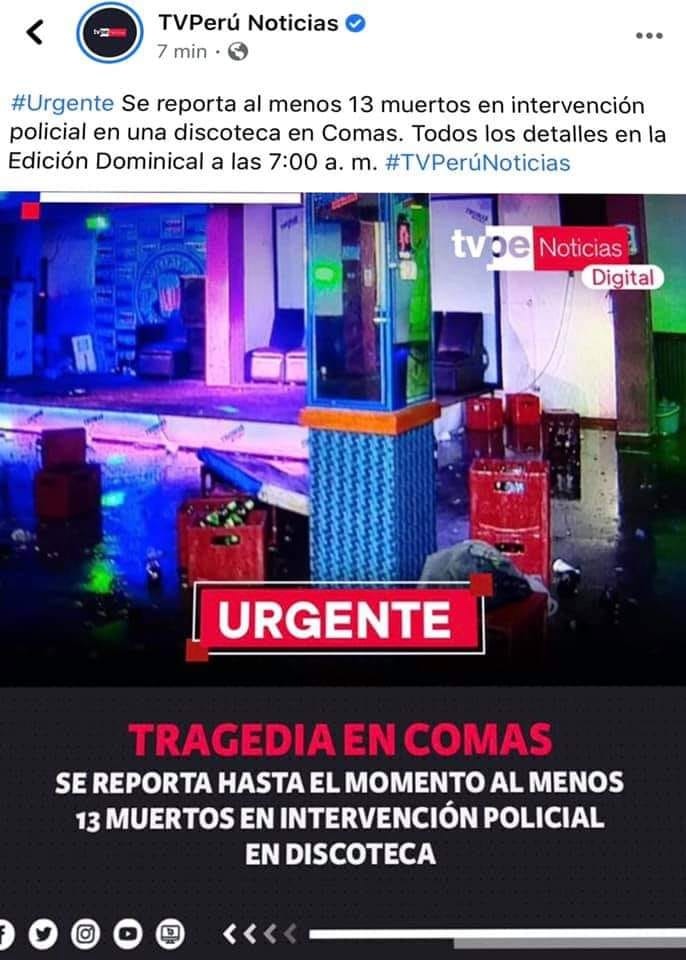 TVPerú Noticias
7 min ·
#Urgente Se reporta al menos 13 muertos en intervención
policial en una discoteca en Comas. Todos los detalles en la
Edición Dominical a las 7:00 a. m. #TVPerúNoticias
tvpe Noticias
Digital
URGENTE
TRAGEDIA EN COMAS
SE REPORTA HASTA EL MOMENTO AL MENOS
13 MUERTOS EN INTERVENCIÓN POLICIAL
EN DISCOTECA